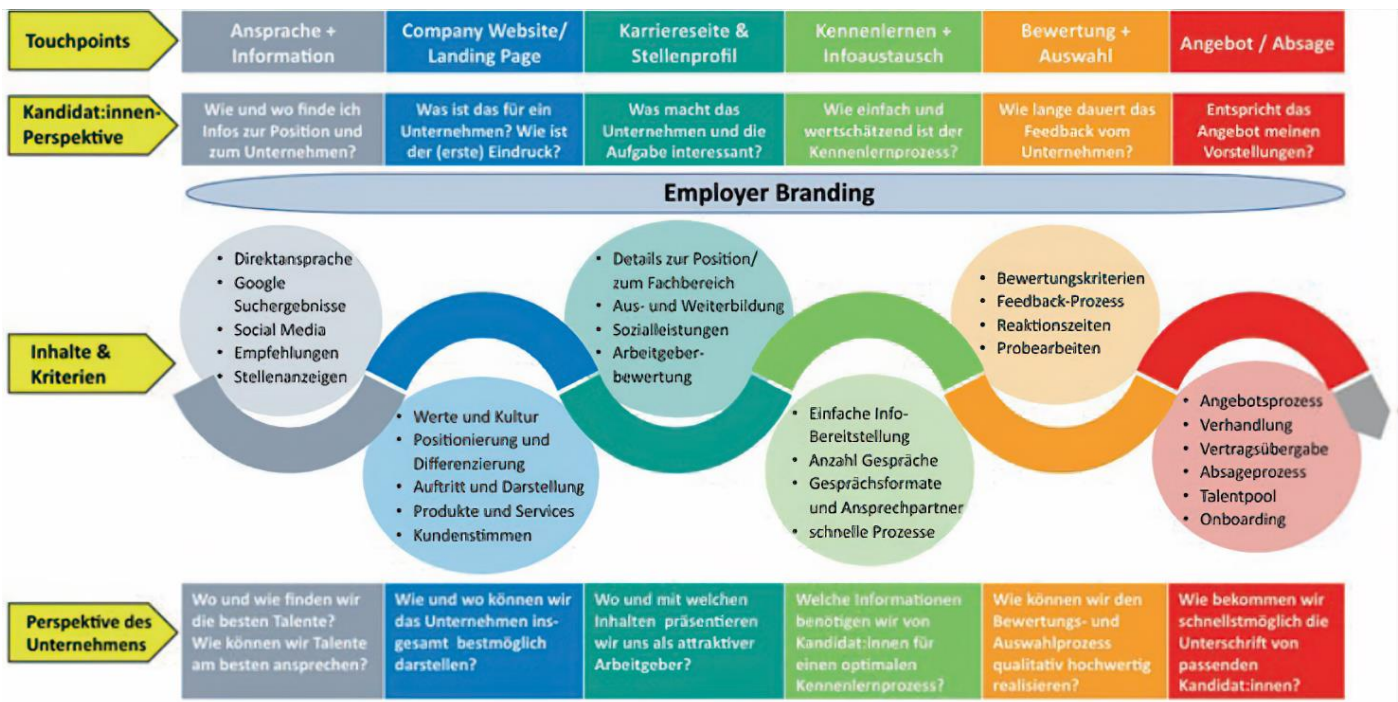 Touchpoints
Ansprache +
Information
Company Website/
Landing Page
Karriereseite &
Stellenprofil
Kennenlernen +
Infoaustausch
Bewertung +
Auswahl
Angebot / Absage
Kandidat:innen-
Perspektive
Wie und wo finde ich
Infos zur Position und
zum Unternehmen?
Was ist das für ein
Unternehmen? Wie ist
der (erste) Eindruck?
Was macht das
Unternehmen und die
Aufgabe interessant?
Wie einfach und
wertschätzend ist der
Kennenlernprozess?
Wie lange dauert das
Feedback vom
Unternehmen?
Entspricht das
Angebot meinen
Vorstellungen?
Employer Branding
Inhalte &
Kriterien
• Direktansprache
• Google
Suchergebnisse
• Social Media
• Empfehlungen
• Stellenanzeigen
• Werte und Kultur
• Positionierung und
Differenzierung
• Auftritt und Darstellung
• Produkte und Services
• Kundenstimmen
• Details zur Position/
zum Fachbereich
• Aus- und Weiterbildung
• Sozialleistungen
• Arbeitgeber-
bewertung
• Einfache Info-
Bereitstellung
• Anzahl Gespräche
• Gesprächsformate
und Ansprechpartner
• schnelle Prozesse
• Bewertungskriterien
• Feedback-Prozess
• Reaktionszeiten
• Probearbeiten
• Angebotsprozess
• Verhandlung
• Vertragsübergabe
• Absageprozess
• Talentpool
• Onboarding
Perspektive des
Unternehmens
Wo und wie finden wir
die besten Talente?
Wie können wir Talente
am besten ansprechen?
Wie und wo können wir
das Unternehmen ins-
gesamt bestmöglich
darstellen?
Wo und mit welchen
Inhalten präsentieren
wir uns als attraktiver
Arbeitgeber?
Welche Informationen
benötigen wir von
Kandidat:innen für
einen optimalen
Kennenlernprozess?
Wie können wir den
Bewertungs- und
Auswahlprozess
qualitativ hochwertig
realisieren?
Wie bekommen wir
schnellstmöglich die
Unterschrift von
passenden
Kandidat:innen?